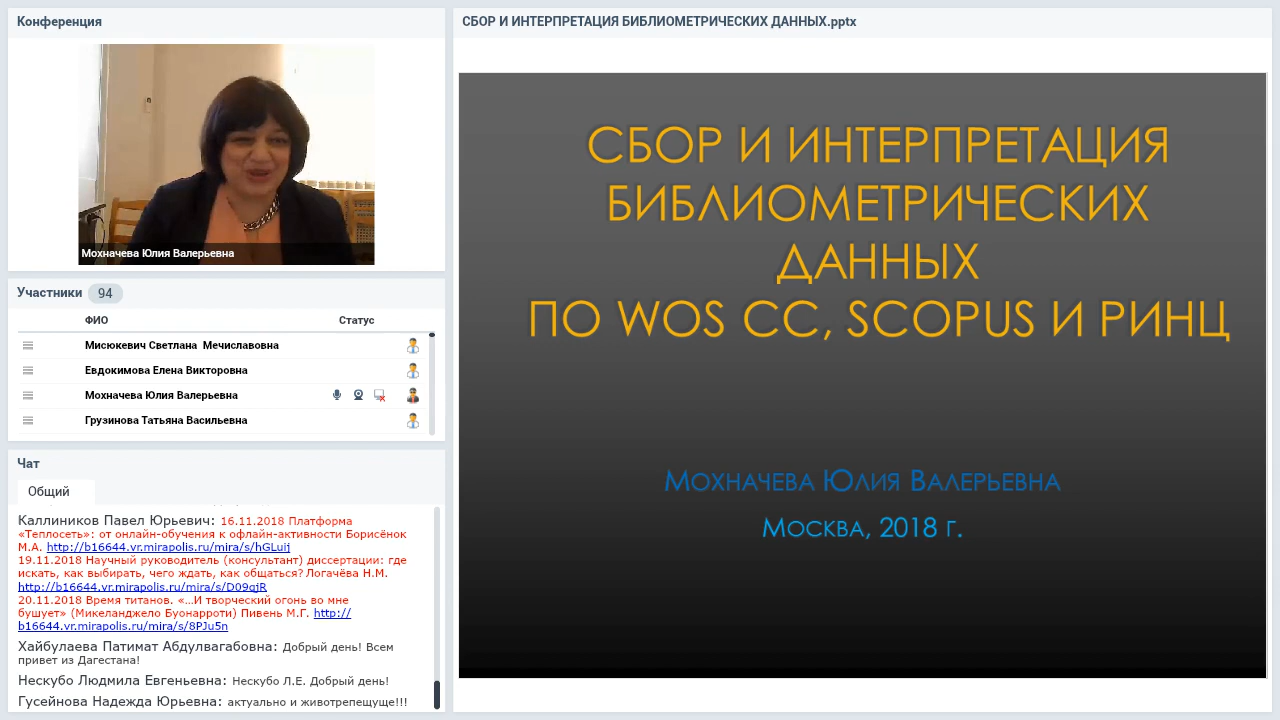 Конференция
Мохначева Юлия Валерьевна
Участники 94
ФИО Статус
Мисюкевич Светлана Мечиславовна
Евдокимова Елена Викторовна
Мохначева Юлия Валерьевна
Грузинова Татьяна Васильевна
Чат
Общий
Каллиников Павел Юрьевич: 16.11.2018 Платформа
«Теплосеть»: от онлайн-обучения к офлайн-активности Борисёнок
М.А. http://b16644.vr.mirapolis.ru/mira/s/hGLuij
19.11.2018 Научный руководитель (консультант) диссертации: где
искать, как выбирать, чего ждать, как общаться? Логачёва Н.М.
http://b16644.vr.mirapolis.ru/mira/s/D09qjR
20.11.2018 Время титанов. «...И творческий огонь во мне
бушует» (Микеланджело Буонарроти) Пивень М.Г. http://
b16644.vr.mirapolis.ru/mira/s/8PJu5n
Хайбулаева Патимат Абдулвагабовна: Добрый день! Всем
привет из Дагестана!
Нескубо Людмила Евгеньевна: Нескубо Л.Е. Добрый день!
Гусейнова Надежда Юрьевна: актуально и животрепещуще!!!
СБОР И ИНТЕРПРЕТАЦИЯ БИБЛИОМЕТРИЧЕСКИХ ДАННЫХ.pptx
СБОР И ИНТЕРПРЕТАЦИЯ
БИБЛИОМЕТРИЧЕСКИХ
ДАННЫХ
ПО WOS CC, SCOPUS И РИНЦ
Мохначева Юлия Валерьевна
Москва, 2018 г.